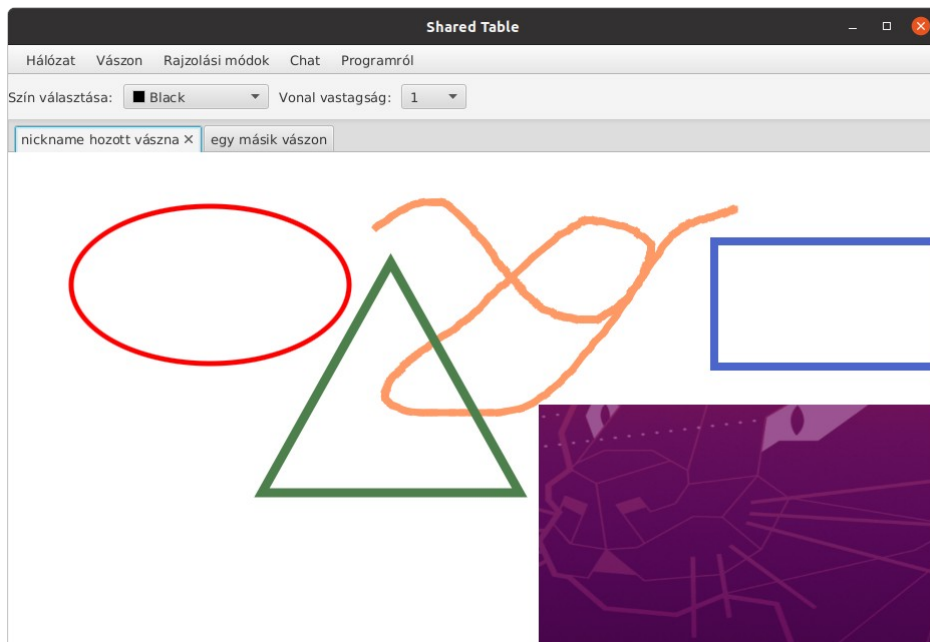 Shared Table
Hálózat Vászon Rajzolási módok Chat Programról
Szín választása: Black Vonal vastagság: 1
nickname hozott vászna egy másik vászon